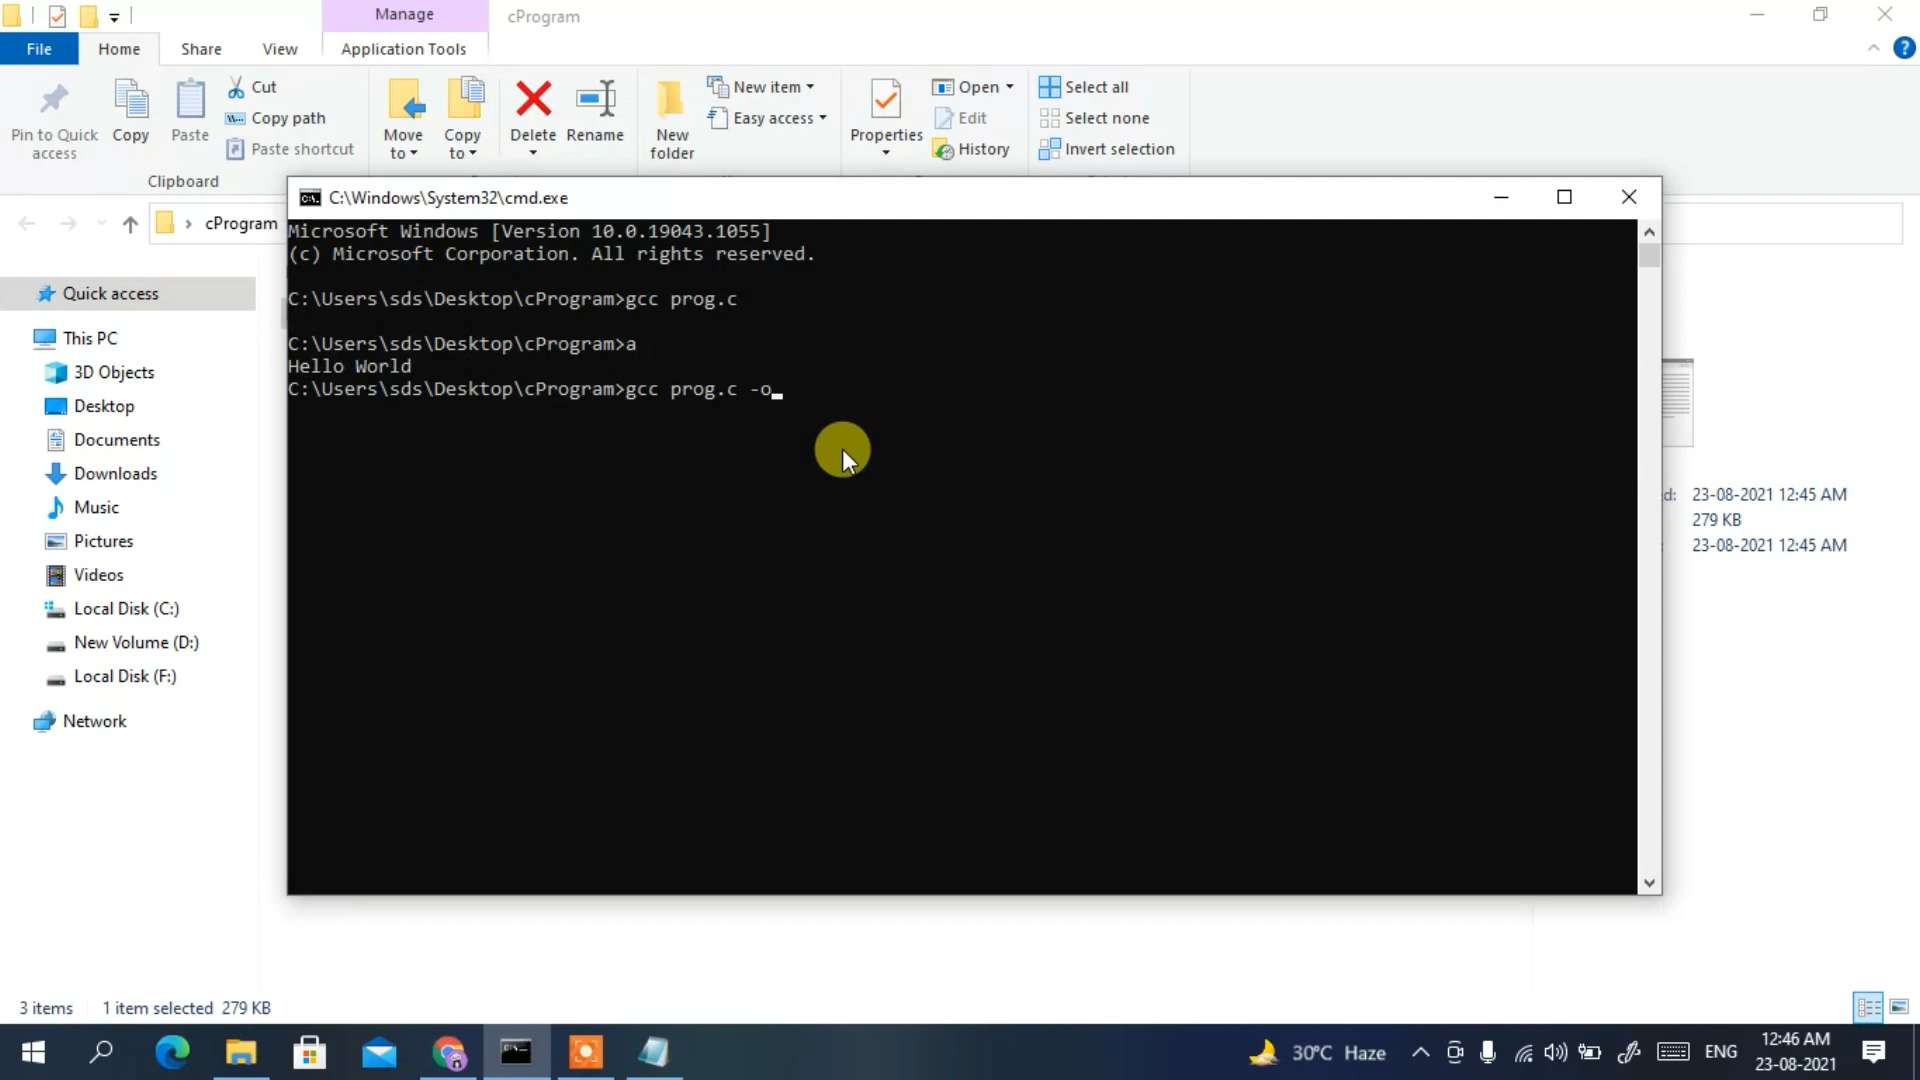 Manage
cProgram
File
Home
Share
View
Application Tools
Pin to Quick access
Copy
Paste
Cut
Copy path
Paste shortcut
Clipboard
Move to
Copy to
Delete
Rename
New folder
New item
Easy access
Properties
Open
Edit
History
Select all
Select none
Invert selection
cProgram
C:\Windows\System32\cmd.exe
Microsoft Windows [Version 10.0.19043.1055]
(c) Microsoft Corporation. All rights reserved.
C:\Users\sds\Desktop\cProgram>gcc prog.c
C:\Users\sds\Desktop\cProgram>a
Hello World
C:\Users\sds\Desktop\cProgram>gcc prog.c -o
Quick access
This PC
3D Objects
Desktop
Documents
Downloads
Music
Pictures
Videos
Local Disk (C:)
New Volume (D:)
Local Disk (F:)
Network
d: 23-08-2021 12:45 AM
279 KB
: 23-08-2021 12:45 AM
3 items
1 item selected 279 KB
30°C Haze
ENG
12:46 AM
23-08-2021